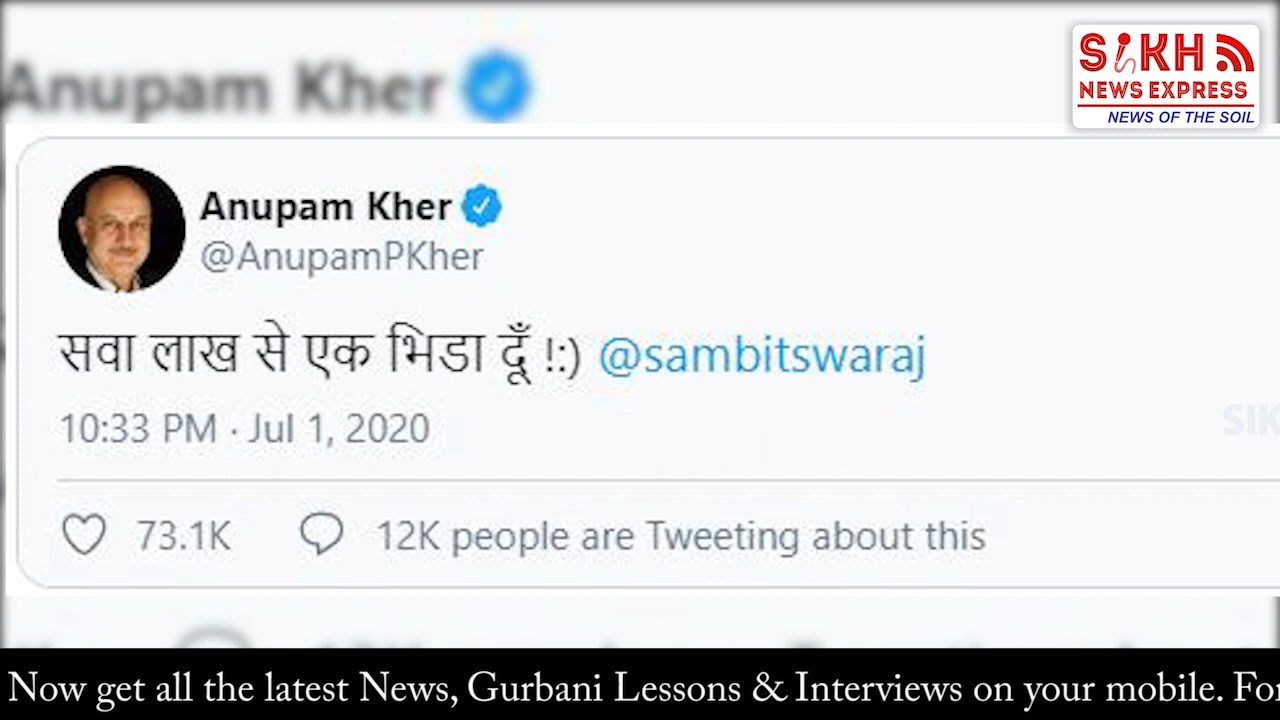 Anupam Kher
SiKH
NEWS EXPRESS
NEWS OF THE SOIL
Anupam Kher
@AnupamPKher
सवा लाख से एक भिडा दूँ !:) @sambitswaraj
10:33 PM · Jul 1, 2020
SIK
73.1K 12K people are Tweeting about this
Now get all the latest News, Gurbani Lessons & Interviews on your mobile. For